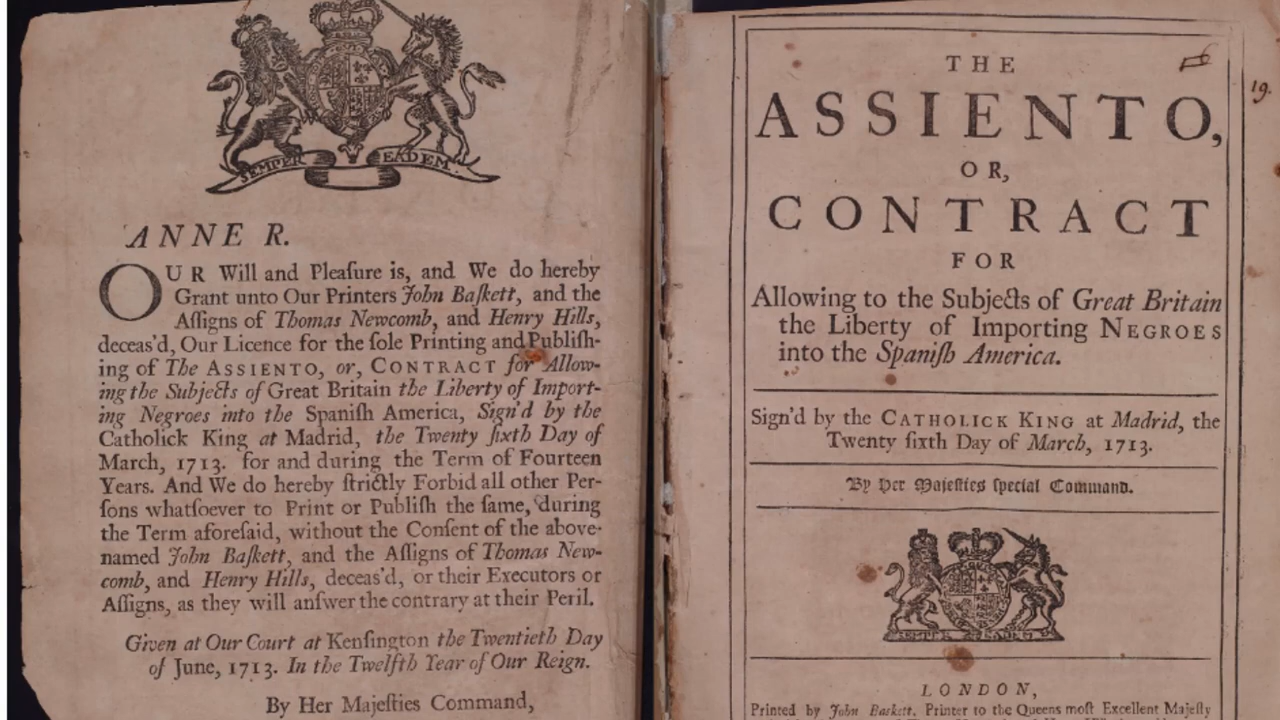 SEMPER EADEM
ANNE R.
OUR Will and Pleaſure is, and We do hereby
Grant unto Our Printers John Baſkett, and the
Aſſigns of Thomas Newcomb, and Henry Hills,
deceas'd, Our Licence for the ſole Printing and Publiſh-
ing of The ASSIENTO, or, CONTRACT for Allow-
ing the Subjects of Great Britain the Liberty of Import-
ing Negroes into the Spaniſh America, Sign'd by the
Catholick King at Madrid, the Twenty ſixth Day of
March, 1713. for and during the Term of Fourteen
Years. And We do hereby ſtrictly Forbid all other Per-
ſons whatſoever to Print or Publiſh the ſame, during
the Term aforeſaid, without the Conſent of the above-
named John Baſkett, and the Aſſigns of Thomas New-
comb, and Henry Hills, deceas'd, or their Executors or
Aſſigns, as they will anſwer the contrary at their Peril.
Given at Our Court at Kenſington the Twentieth Day
of June, 1713. In the Twelfth Year of Our Reign.
By Her Majeſties Command,
19.
THE
ASSIENTO,
OR,
CONTRACT
FOR
Allowing to the Subjects of Great Britain
the Liberty of Importing NEGROES
into the Spaniſh America.
Sign'd by the CATHOLICK KING at Madrid, the
Twenty ſixth Day of March, 1713.
By Her Majeſties ſpecial Command.
SEMPER EADEM
LONDON,
Printed by John Baskett, Printer to the Queens moſt Excellent Majeſty